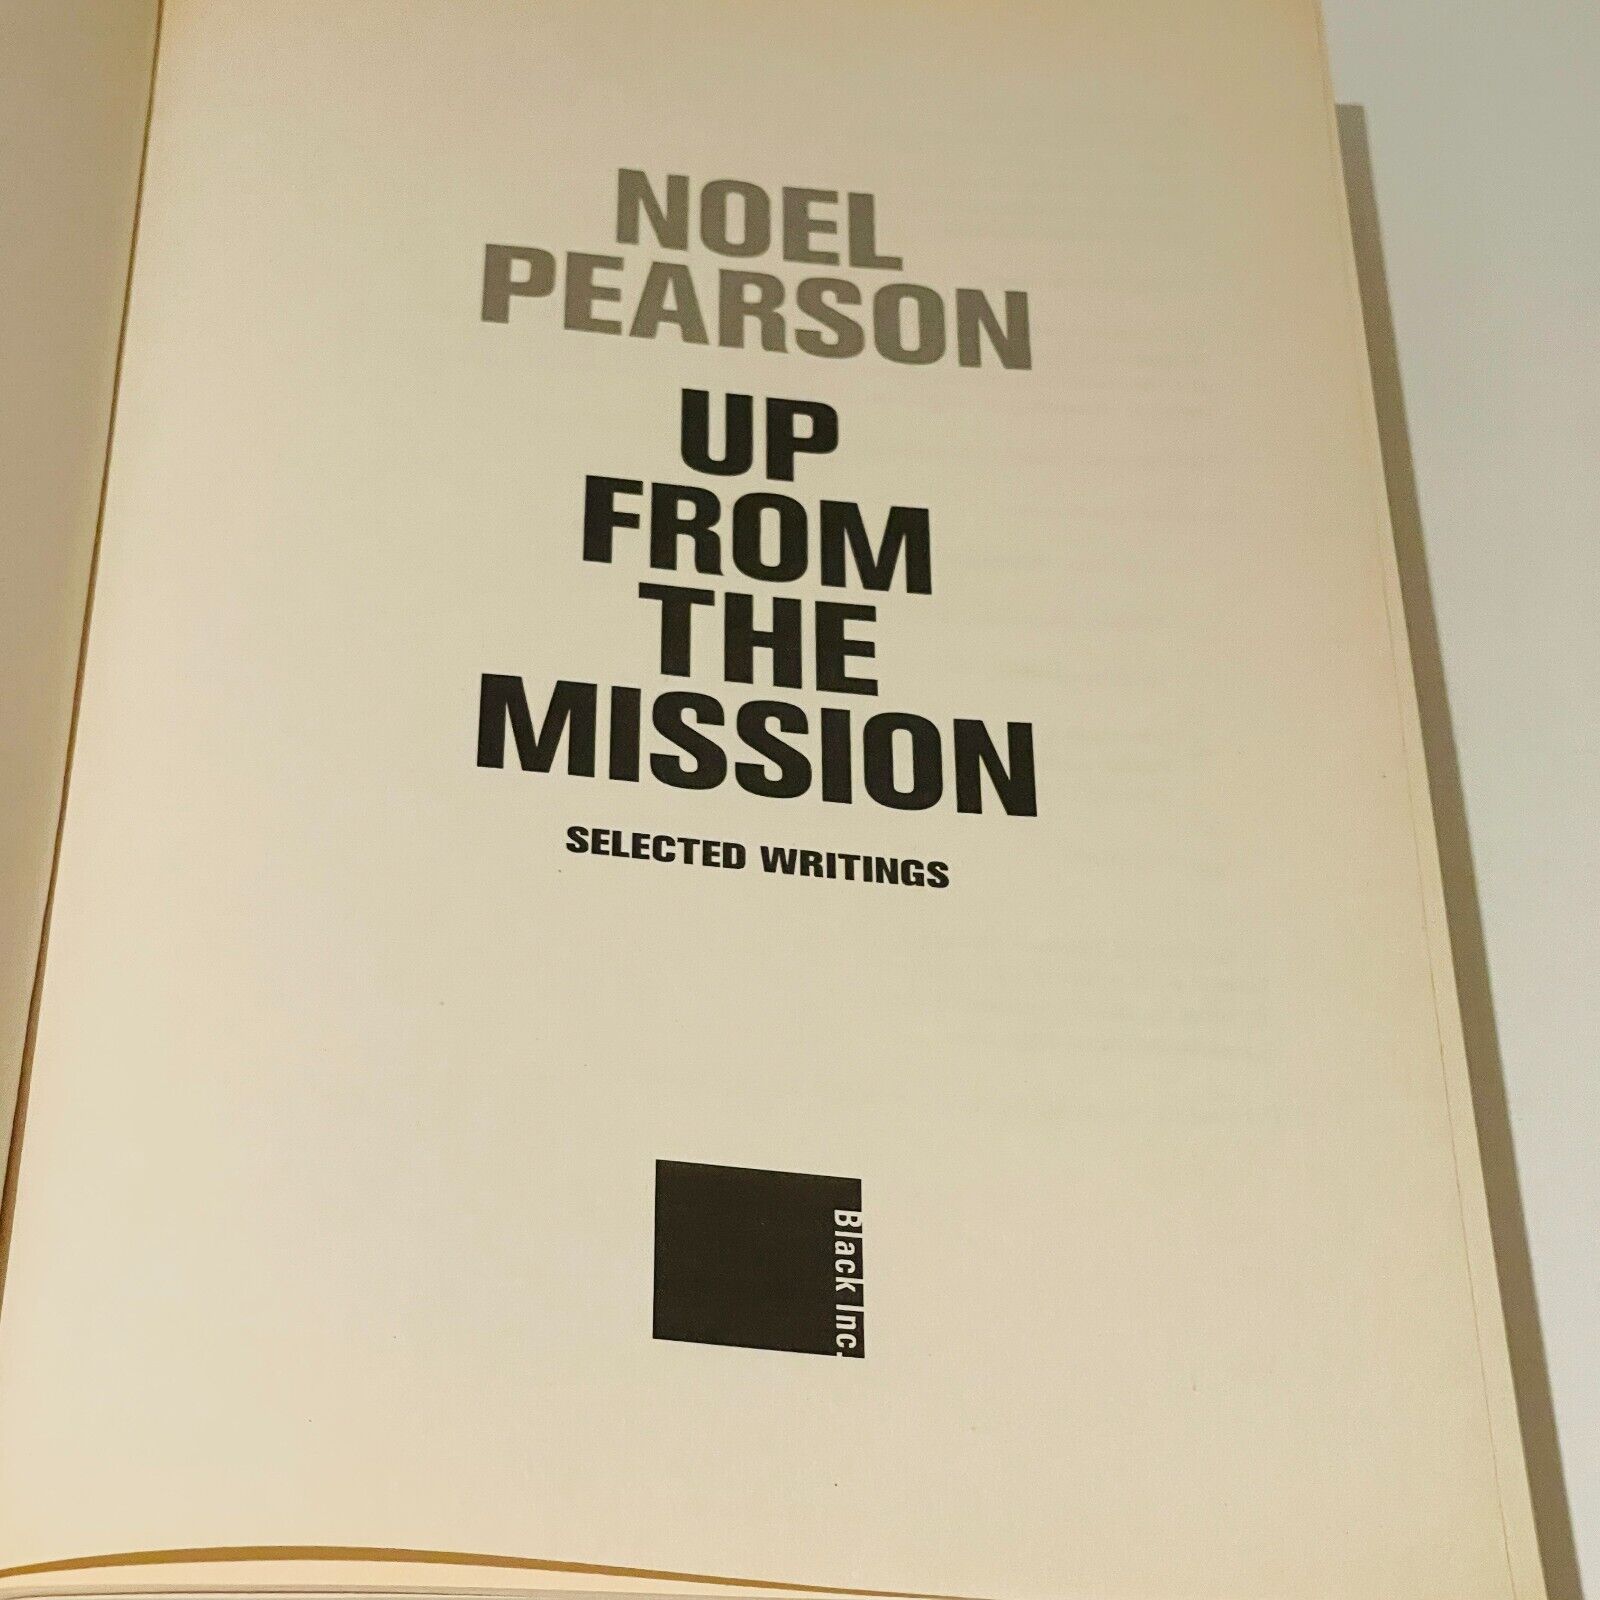 NOEL
PEARSON
UP
FROM
THE
MISSION
SELECTED WRITINGS
Black Inc.